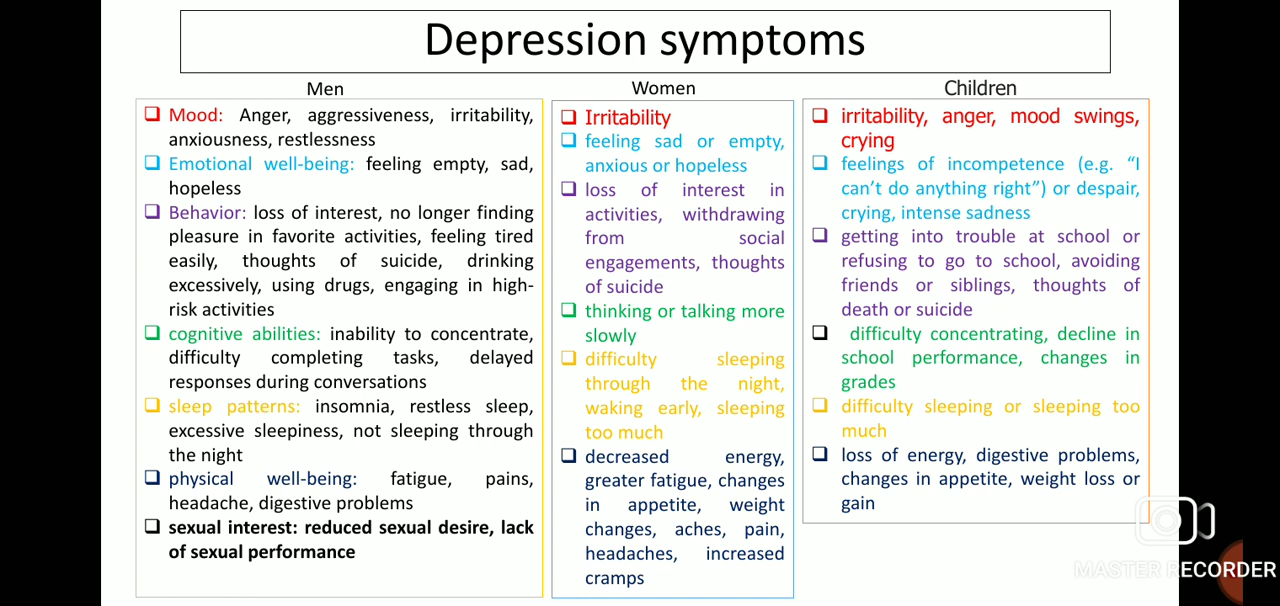 Depression symptoms
Men
❑ Mood: Anger, aggressiveness, irritability,
anxiousness, restlessness
❑ Emotional well-being: feeling empty, sad,
hopeless
❑ Behavior: loss of interest, no longer finding
pleasure in favorite activities, feeling tired
easily, thoughts of suicide, drinking
excessively, using drugs, engaging in high-
risk activities
❑ cognitive abilities: inability to concentrate,
difficulty completing tasks, delayed
responses during conversations
❑ sleep patterns: insomnia, restless sleep,
excessive sleepiness, not sleeping through
the night
❑ physical well-being: fatigue, pains,
headache, digestive problems
❑ sexual interest: reduced sexual desire, lack
of sexual performance
Women
❑ Irritability
❑ feeling sad or empty,
anxious or hopeless
❑ loss of interest in
activities, withdrawing
from social
engagements, thoughts
of suicide
❑ thinking or talking more
slowly
❑ difficulty sleeping
through the night,
waking early, sleeping
too much
❑ decreased energy,
greater fatigue, changes
in appetite, weight
changes, aches, pain,
headaches, increased
cramps
Children
❑ irritability, anger, mood swings,
crying
❑ feelings of incompetence (e.g. “I
can’t do anything right”) or despair,
crying, intense sadness
❑ getting into trouble at school or
refusing to go to school, avoiding
friends or siblings, thoughts of
death or suicide
❑ difficulty concentrating, decline in
school performance, changes in
grades
❑ difficulty sleeping or sleeping too
much
❑ loss of energy, digestive problems,
changes in appetite, weight loss or
gain
MASTER RECORDER